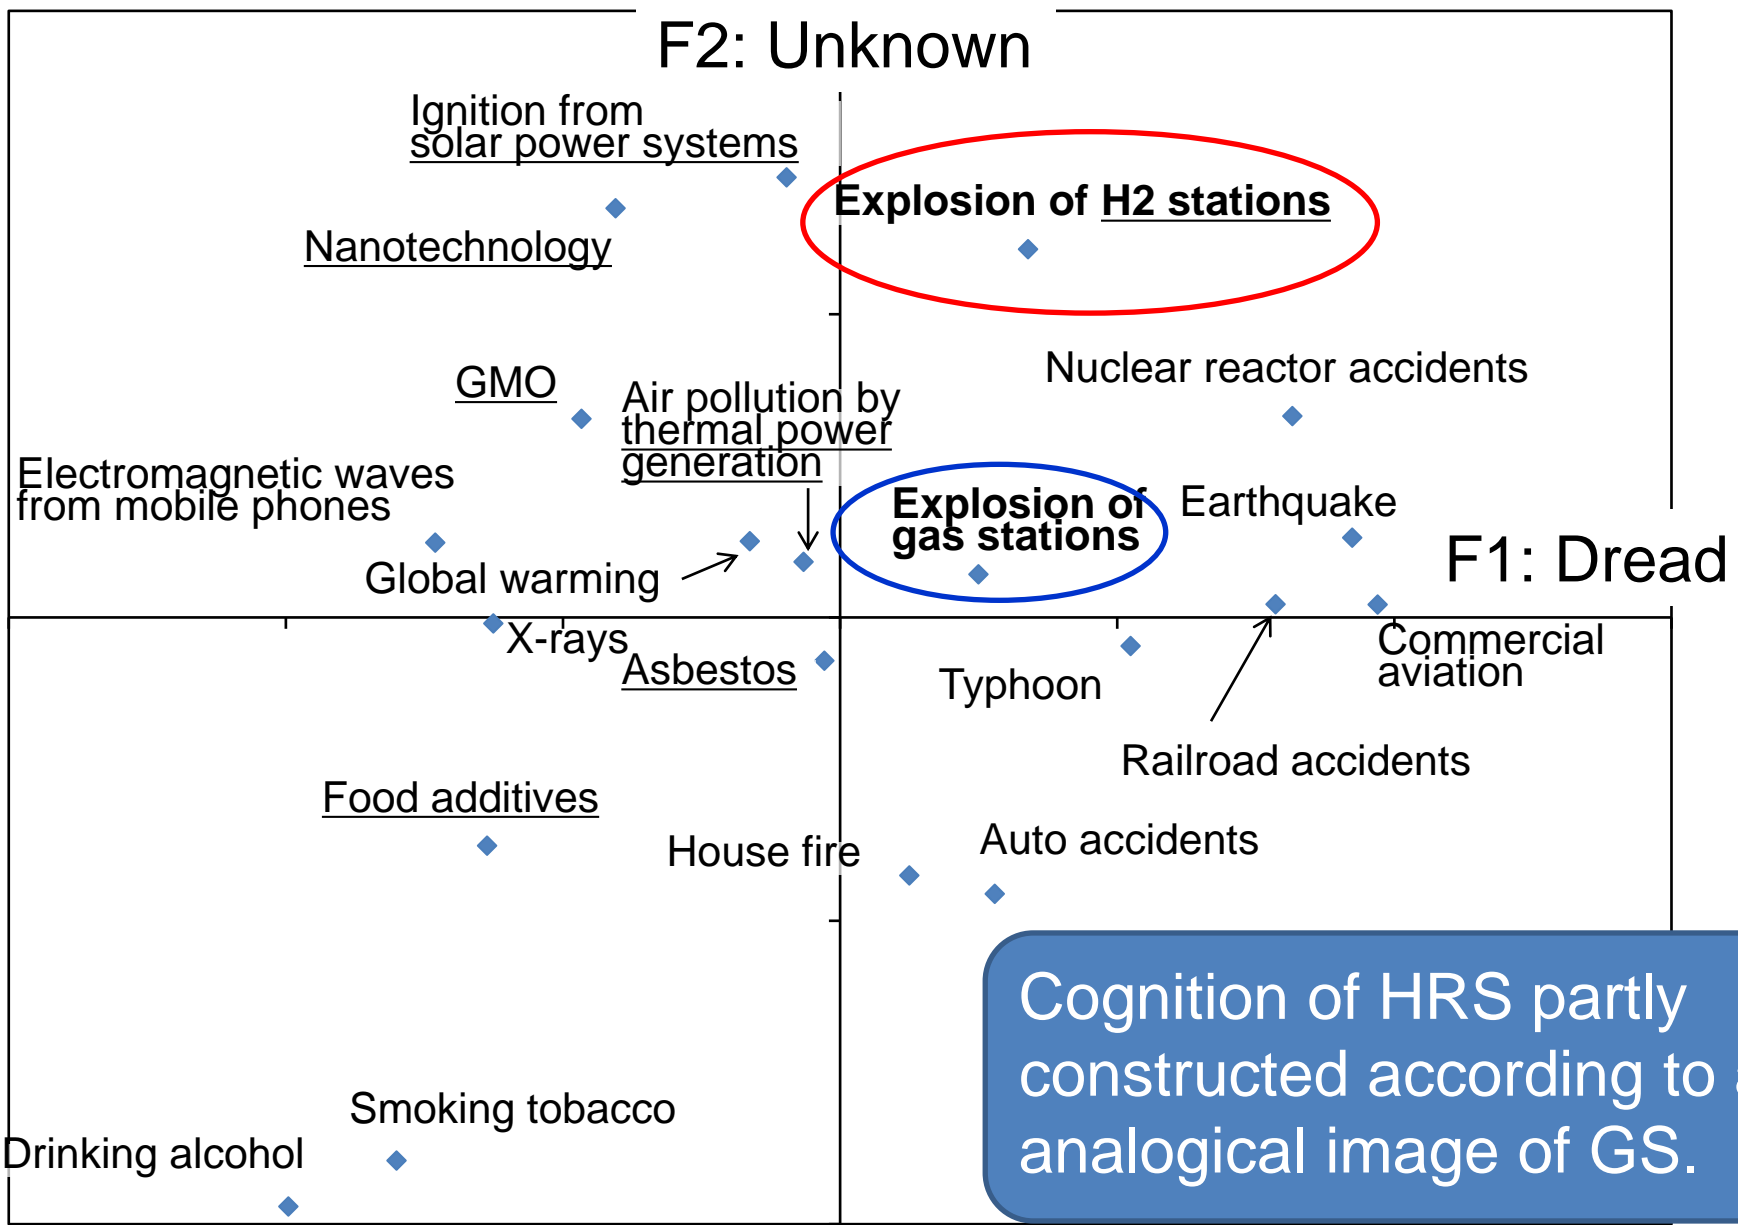 F2: Unknown
Ignition from
solar power systems
Explosion of H2 stations
Nanotechnology
Nuclear reactor accidents
GMO
Air pollution by
thermal power
generation
Electromagnetic waves
from mobile phones
Explosion of
gas stations
Earthquake
F1: Dread
Global warming
X-rays
Asbestos
Typhoon
Commercial
aviation
Railroad accidents
Food additives
House fire
Auto accidents
Cognition of HRS partly
constructed according to
analogical image of GS.
Smoking tobacco
Drinking alcohol